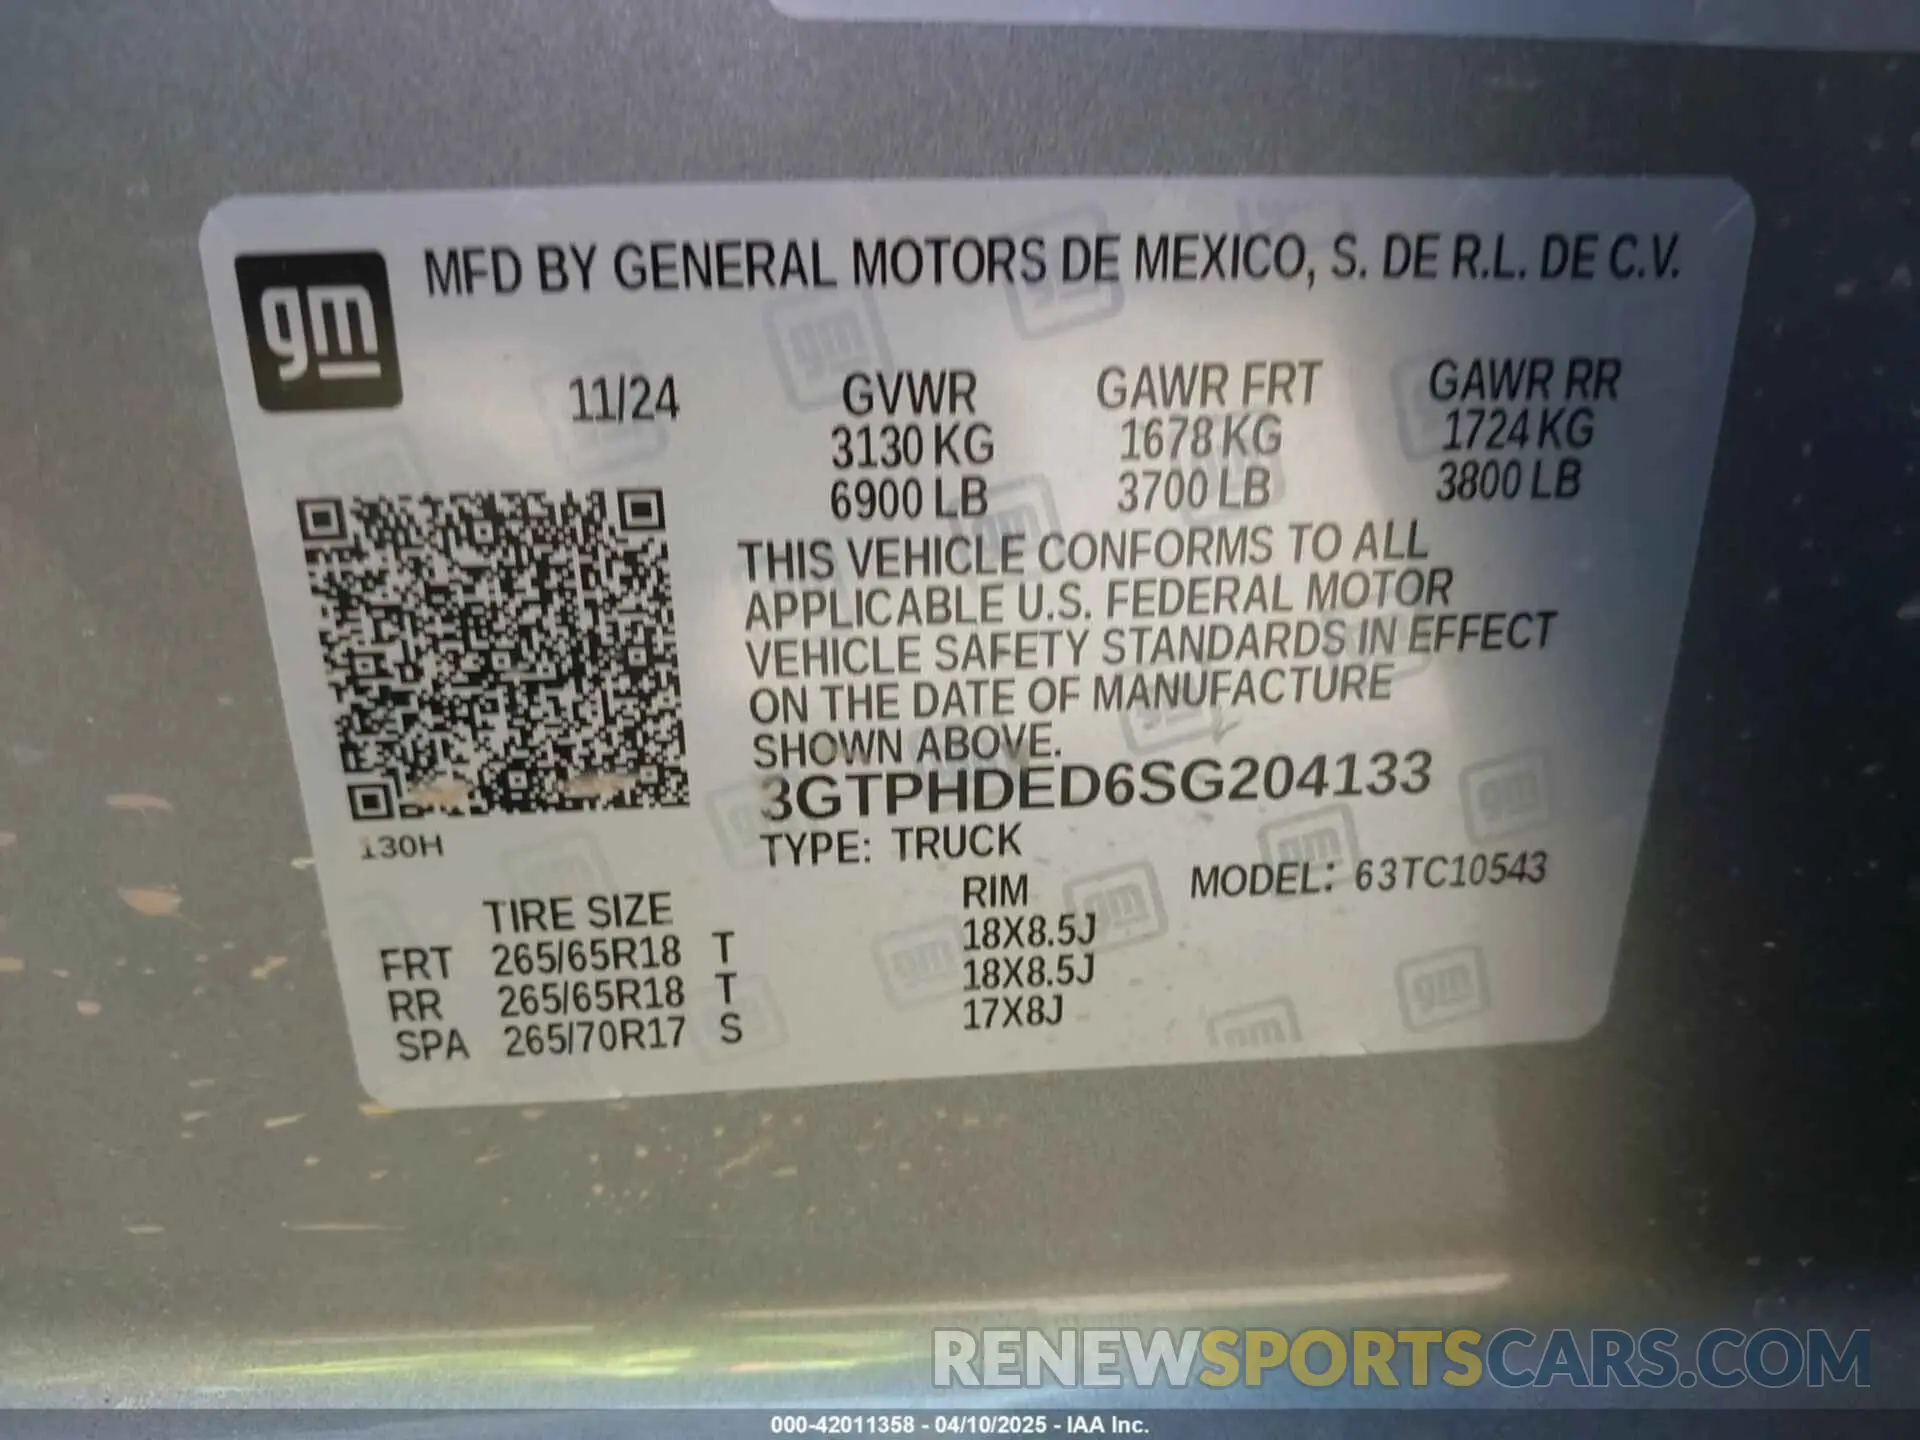 gm
MFD BY GENERAL MOTORS DE MEXICO, S. DE R.L. DE C.V.
11/24 GVWR GAWR FRT GAWR RR
3130 KG 1678 KG 1724 KG
6900 LB 3700 LB 3800 LB
THIS VEHICLE CONFORMS TO ALL
APPLICABLE U.S. FEDERAL MOTOR
VEHICLE SAFETY STANDARDS IN EFFECT
ON THE DATE OF MANUFACTURE
SHOWN ABOVE.
3GTPHDED6SG204133
130H
TYPE: TRUCK
MODEL: 63TC10543
TIRE SIZE RIM
FRT 265/65R18 T 18X8.5J
RR 265/65R18 T 18X8.5J
SPA 265/70R17 S 17X8J
RENEWSPORTSCARS.COM
000-42011358 - 04/10/2025 - IAA Inc.